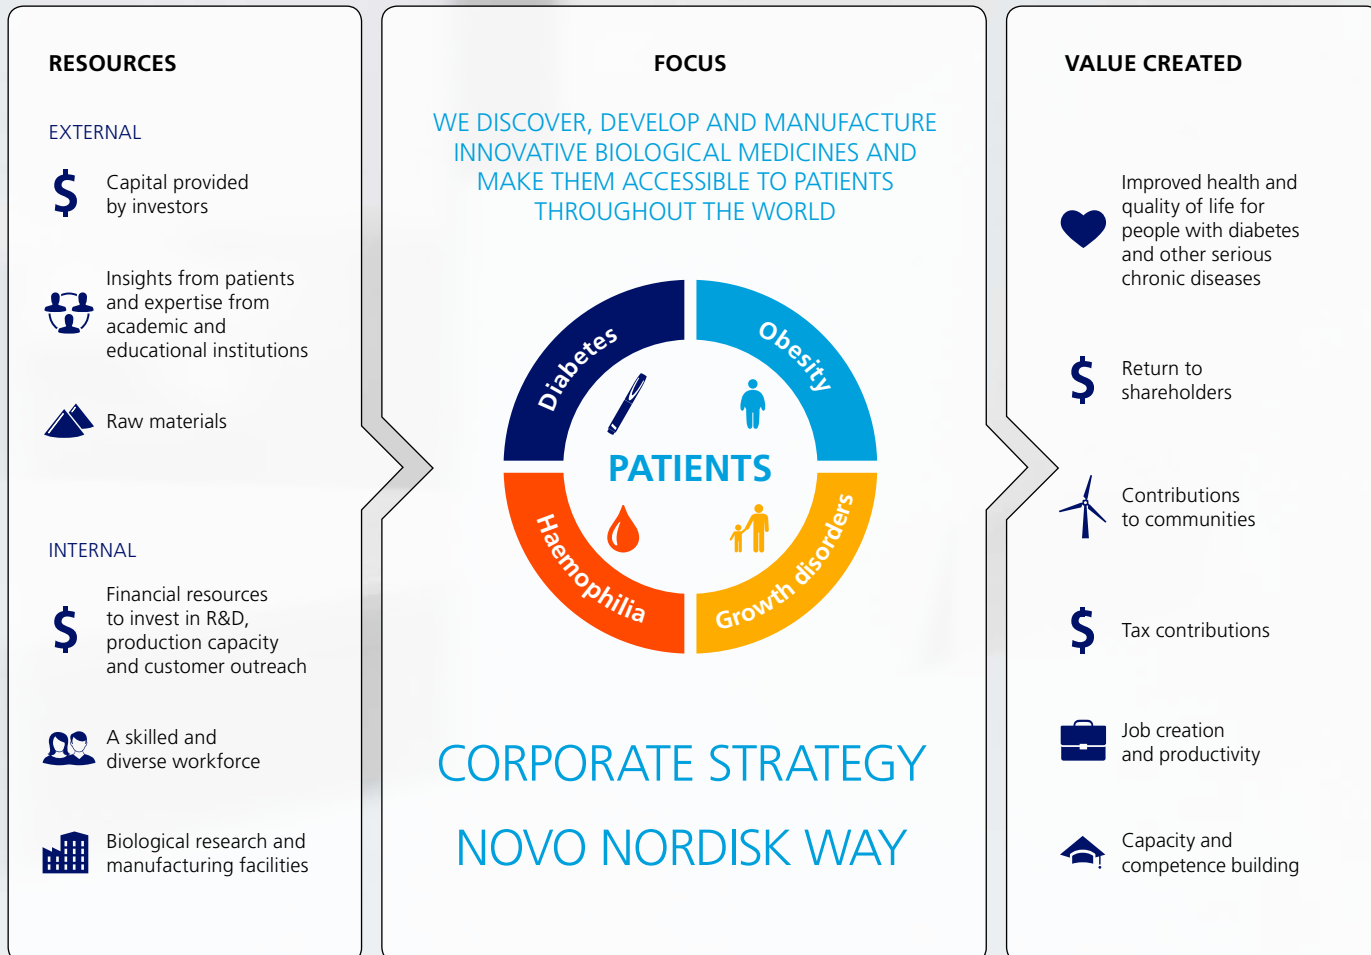 RESOURCES
EXTERNAL
Capital provided
by investors
Insights from patients
and expertise from
academic and
educational institutions
Raw materials
INTERNAL
Financial resources
to invest in R&D,
production capacity
and customer outreach
A skilled and
diverse workforce
Biological research and
manufacturing facilities
FOCUS
WE DISCOVER, DEVELOP AND MANUFACTURE
INNOVATIVE BIOLOGICAL MEDICINES AND
MAKE THEM ACCESSIBLE TO PATIENTS
THROUGHOUT THE WORLD
Diabetes
Obesity
PATIENTS
Haemophilia
Growth disorders
CORPORATE STRATEGY
NOVO NORDISK WAY
VALUE CREATED
Improved health and
quality of life for
people with diabetes
and other serious
chronic diseases
Return to
shareholders
Contributions
to communities
Tax contributions
Job creation
and productivity
Capacity and
competence building